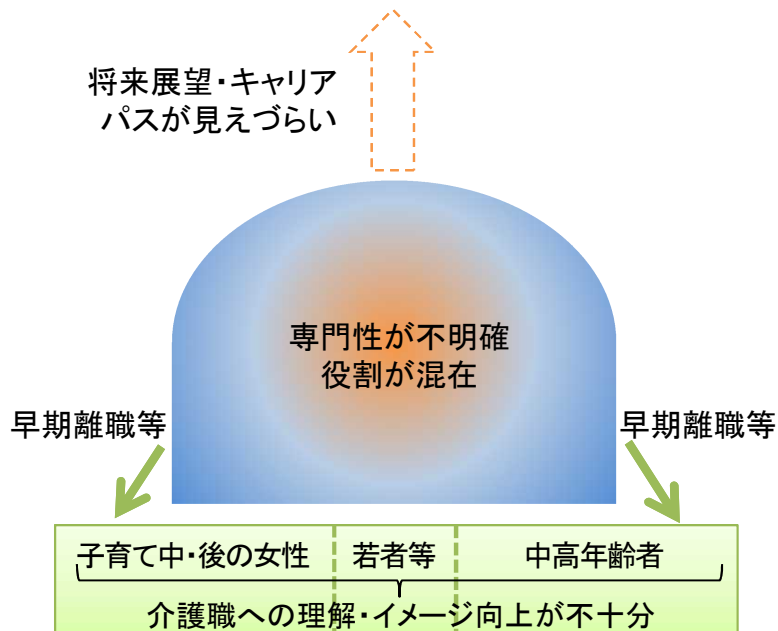 将来展望・キャリア
パスが見えづらい
専門性が不明確
役割が混在
早期離職等
早期離職等
子育て中・後の女性
若者等
中高年齢者
介護職への理解・イメージ向上が不十分